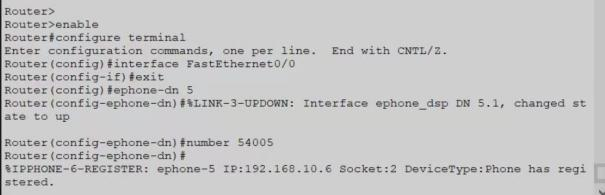 Router>
Router>enable
Router#configure terminal
Enter configuration commands, one per line.  End with CNTL/Z.
Router(config)#interface FastEthernet0/0
Router(config-if)#exit
Router(config)#ephone-dn 5
Router(config-ephone-dn)#%LINK-3-UPDOWN: Interface ephone_dsp DN 5.1, changed st
ate to up
Router(config-ephone-dn)#number 54005
Router(config-ephone-dn)#
%IPPHONE-6-REGISTER: ephone-5 IP:192.168.10.6 Socket:2 DeviceType:Phone has regi
stered.